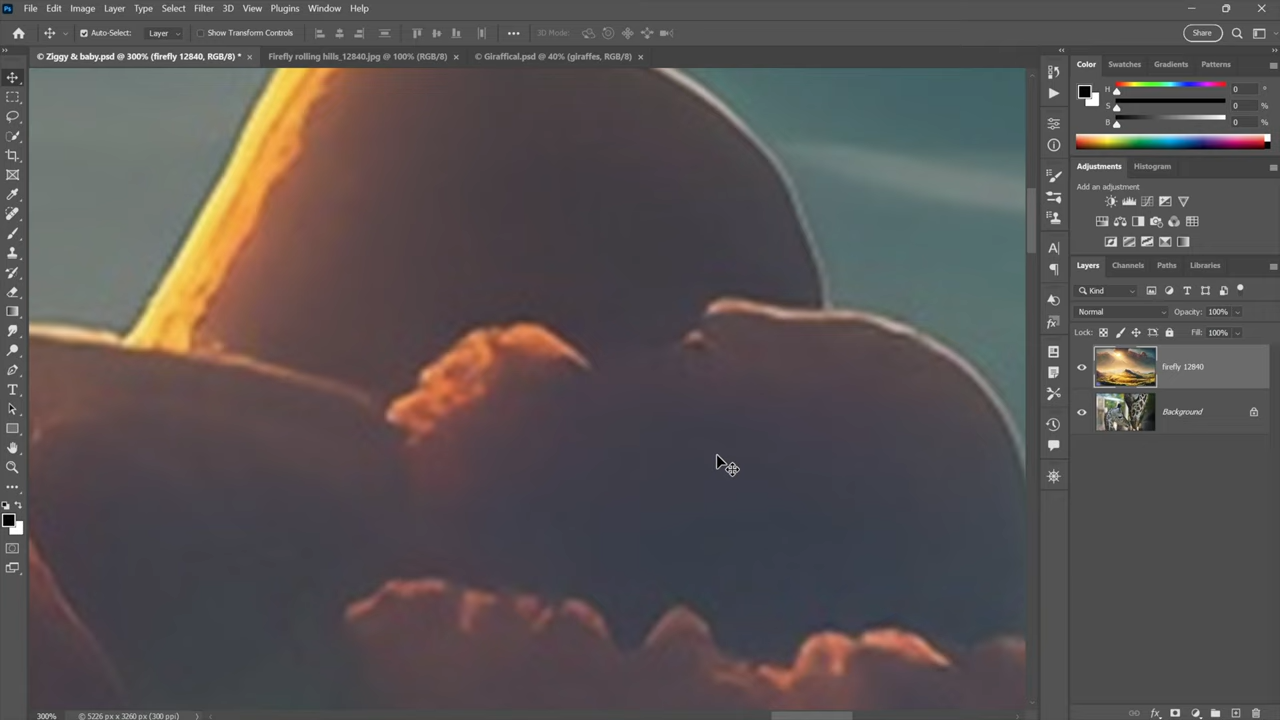 Ps File Edit Image Layer Type Select Filter 3D View Plugins Window Help
Auto-Select: Layer Show Transform Controls 3D Mode: Share
© Ziggy & baby.psd @ 300% (firefly 12840, RGB/8) * × Firefly rolling hills_12840.jpg @ 100% (RGB/8) × © Giraffical.psd @ 40% (giraffes, RGB/8) ×
Color Swatches Gradients Patterns
H 0 °
S 0 %
B 0 %
Adjustments Histogram
Add an adjustment
Layers Channels Paths Libraries
Kind
Normal Opacity: 100%
Lock: Fill: 100%
firefly 12840
Background
300% © 5226 px x 3260 px (300 ppi)